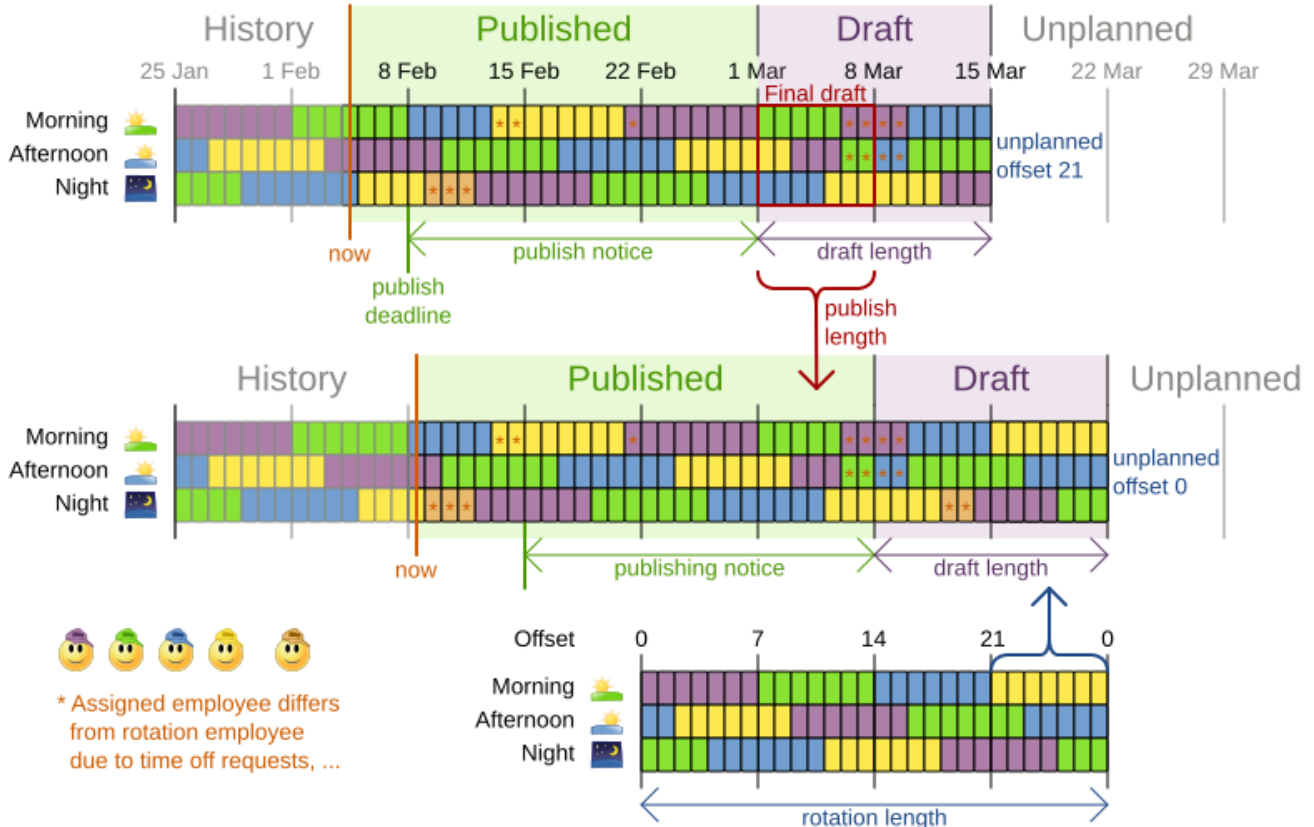 History Published Draft Unplanned
25 Jan 1 Feb 8 Feb 15 Feb 22 Feb 1 Mar 8 Mar 15 Mar 22 Mar 29 Mar
Final draft
Morning * * * * * * *
Afternoon * * * *
unplanned
offset 21
Night * * *
now
publish notice
draft length
publish
deadline
publish
length
History Published Draft Unplanned
Morning * * * * * * *
Afternoon * * * *
unplanned
offset 0
Night * * * * *
now
publishing notice
draft length
Offset 0 7 14 21 0
Morning
Afternoon
Night
rotation length
* Assigned employee differs
from rotation employee
due to time off requests, ...